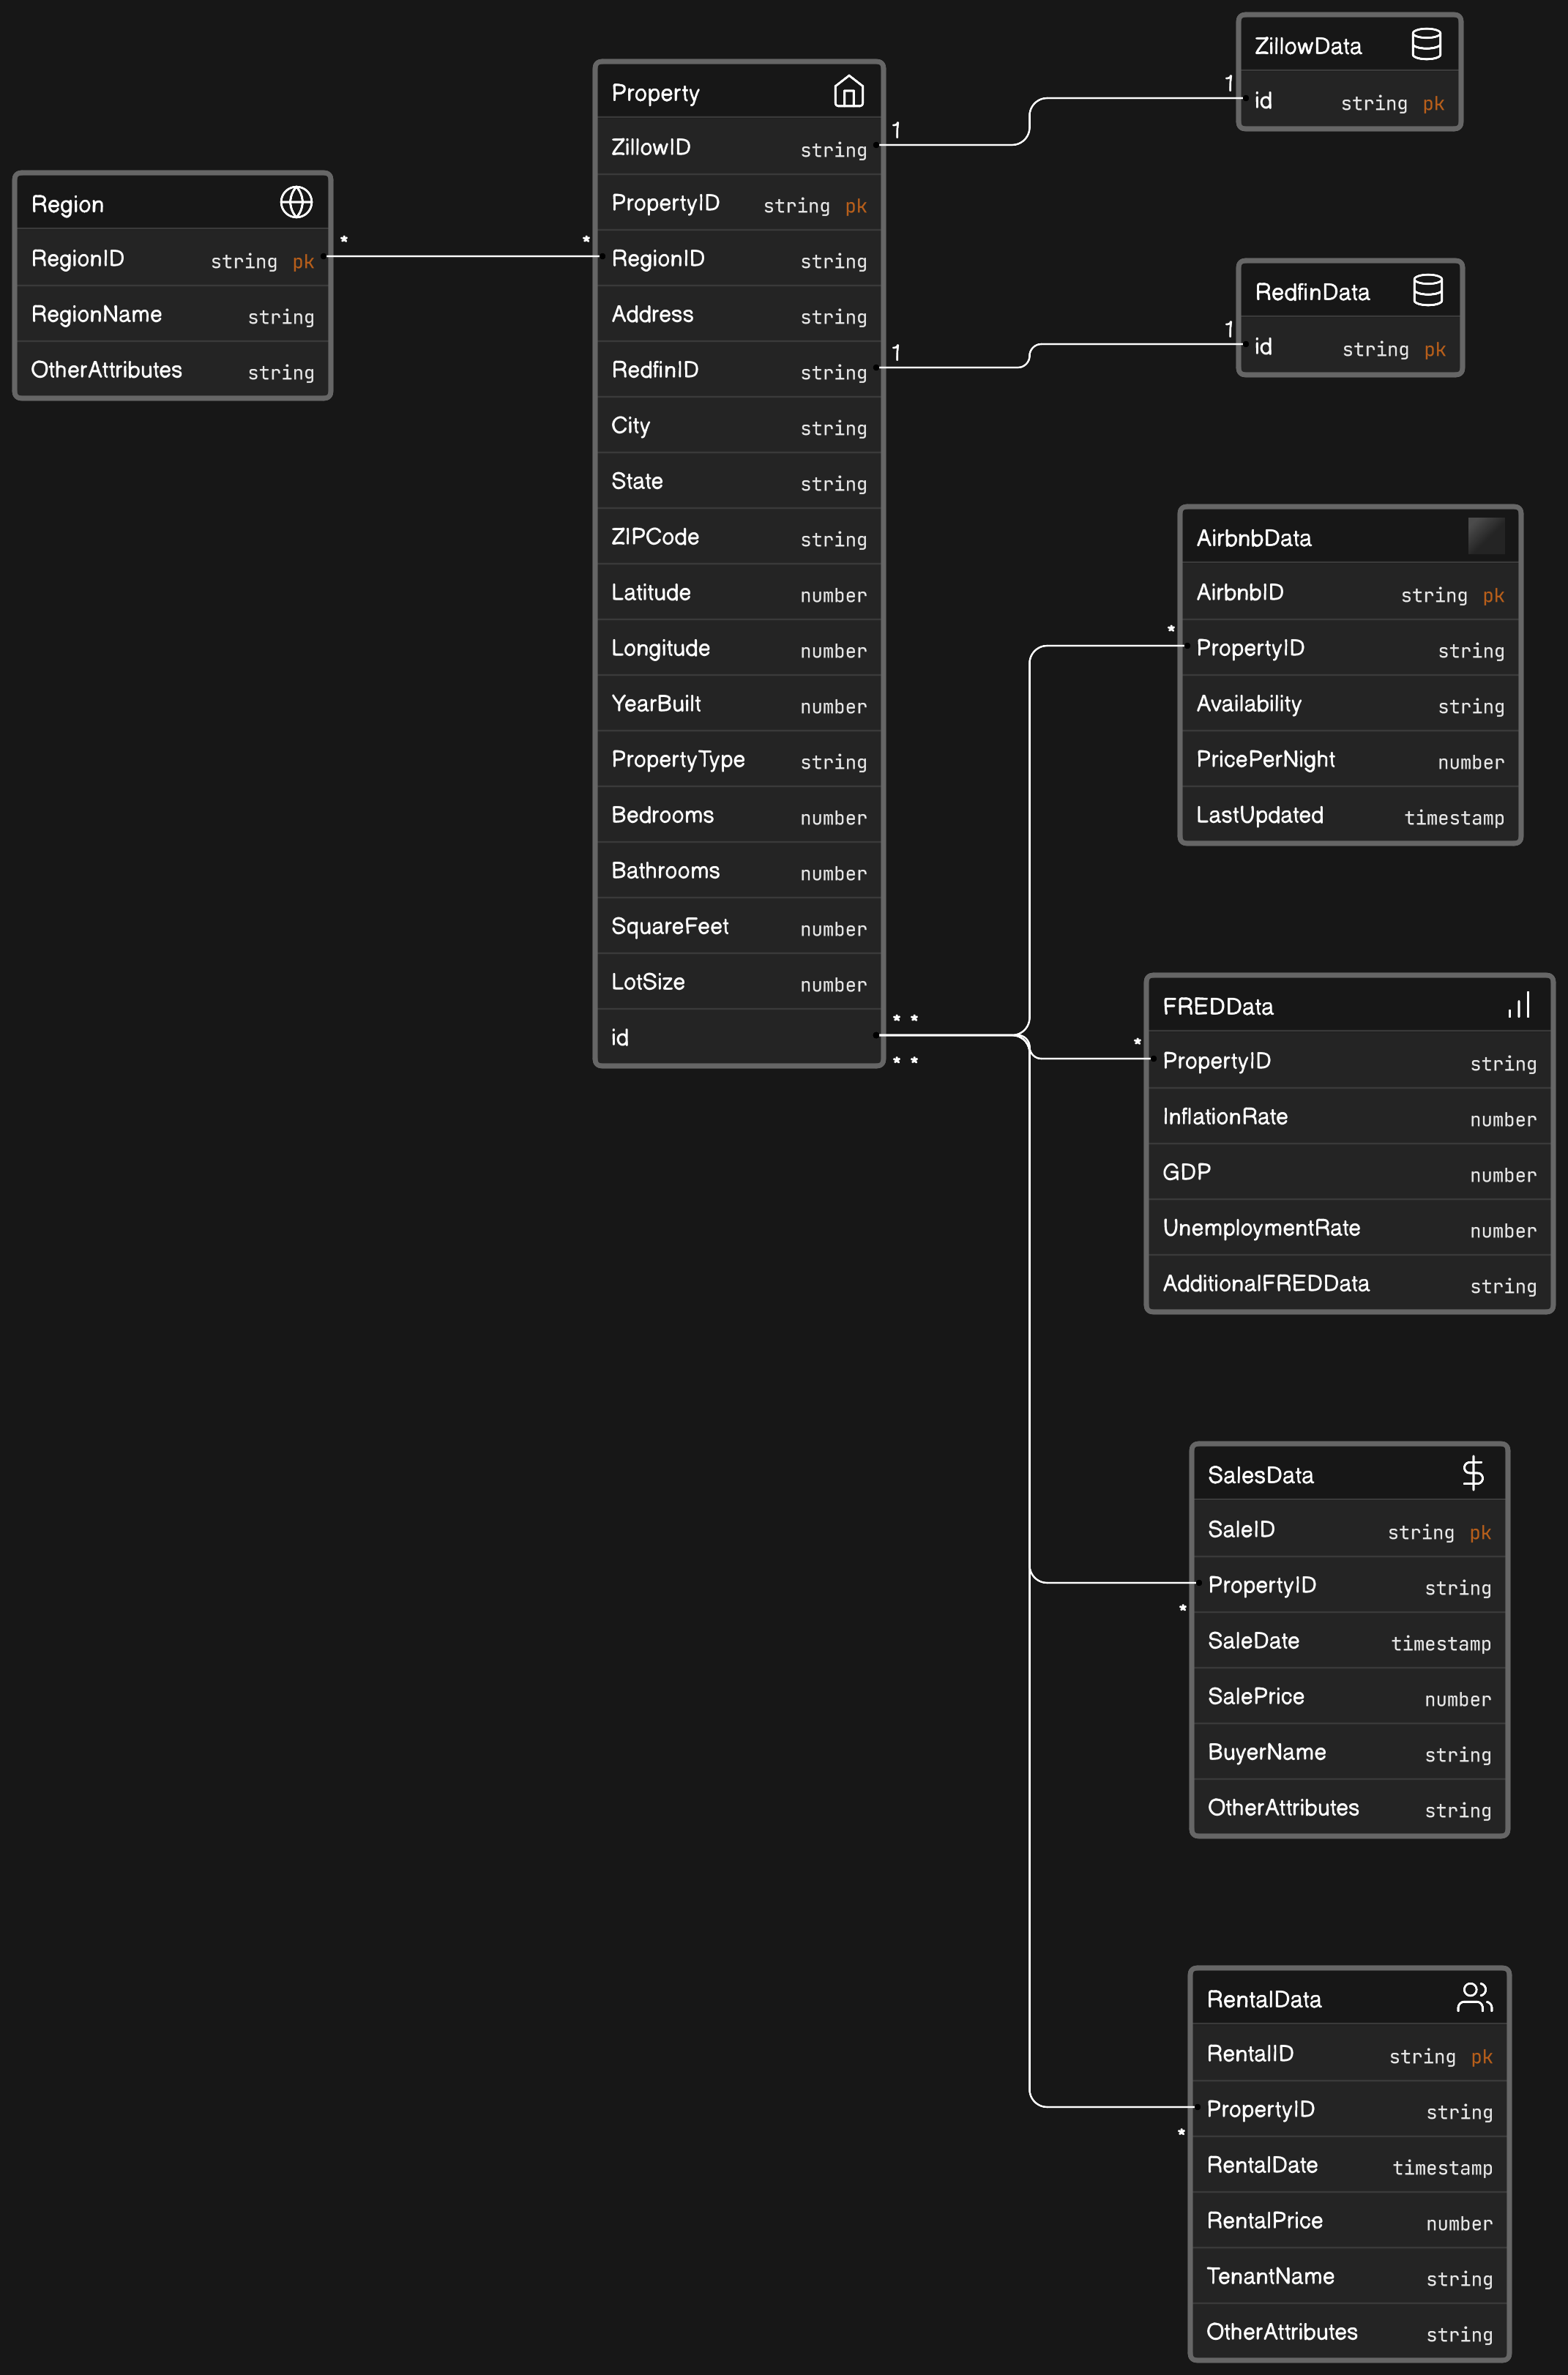 Region
RegionID string pk
RegionName string
OtherAttributes string
*
*
Property
ZillowID string
PropertyID string pk
RegionID string
Address string
RedfinID string
City string
State string
ZIPCode string
Latitude number
Longitude number
YearBuilt number
PropertyType string
Bedrooms number
Bathrooms number
SquareFeet number
LotSize number
id
1
1
* *
* *
1
ZillowData
id string pk
1
RedfinData
id string pk
AirbnbData
AirbnbID string pk
*
PropertyID string
Availability string
PricePerNight number
LastUpdated timestamp
FREDData
*
PropertyID string
InflationRate number
GDP number
UnemploymentRate number
AdditionalFREDData string
SalesData
SaleID string pk
PropertyID string
*
SaleDate timestamp
SalePrice number
BuyerName string
OtherAttributes string
RentalData
RentalID string pk
PropertyID string
*
RentalDate timestamp
RentalPrice number
TenantName string
OtherAttributes string